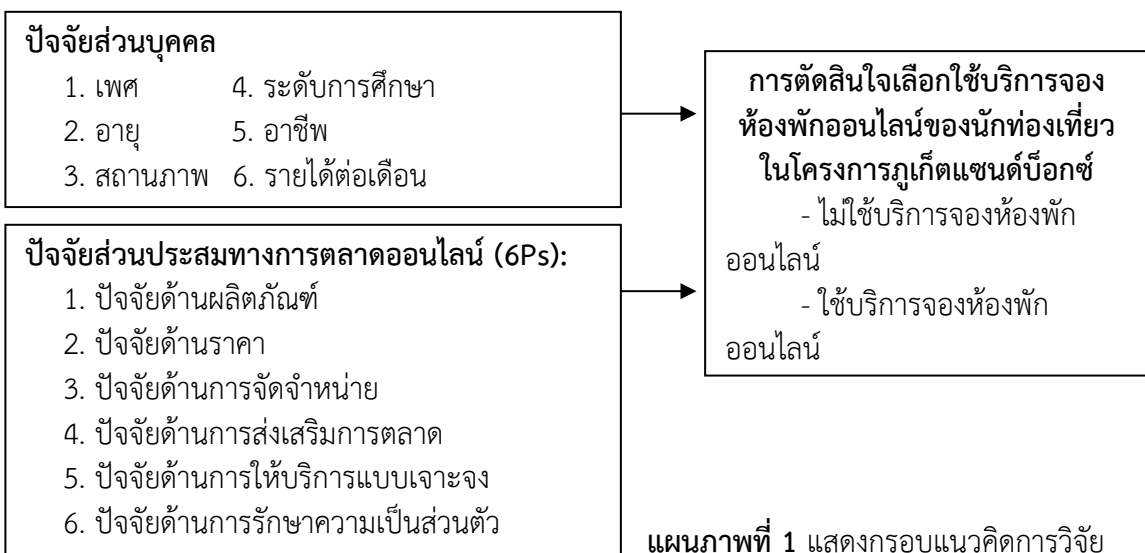 ปัจจัยส่วนบุคคล
1. เพศ 4. ระดับการศึกษา
2. อายุ 5. อาชีพ
3. สถานภาพ 6. รายได้ต่อเดือน
ปัจจัยส่วนประสมทางการตลาดออนไลน์ (6Ps):
1. ปัจจัยด้านผลิตภัณฑ์
2. ปัจจัยด้านราคา
3. ปัจจัยด้านการจัดจำหน่าย
4. ปัจจัยด้านการส่งเสริมการตลาด
5. ปัจจัยด้านการให้บริการแบบเจาะจง
6. ปัจจัยด้านการรักษาความเป็นส่วนตัว
การตัดสินใจเลือกใช้บริการจอง
ห้องพักออนไลน์ของนักท่องเที่ยว
ในโครงการภูเก็ตแซนด์บ็อกซ์
- ไม่ใช้บริการจองห้องพัก
ออนไลน์
- ใช้บริการจองห้องพัก
ออนไลน์
แผนภาพที่ 1 แสดงกรอบแนวคิดการวิจัย